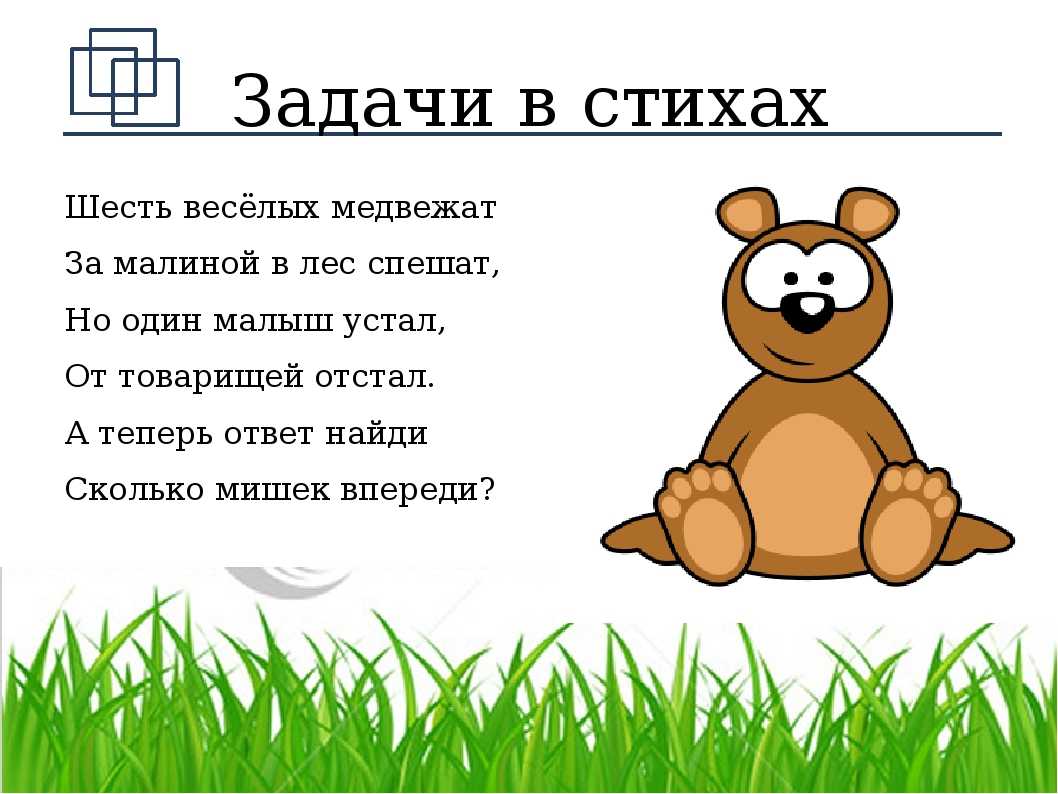 Задачи в стихах
Шесть весёлых медвежат
За малиной в лес спешат,
Но один малыш устал,
От товарищей отстал.
А теперь ответ найди
Сколько мишек впереди?